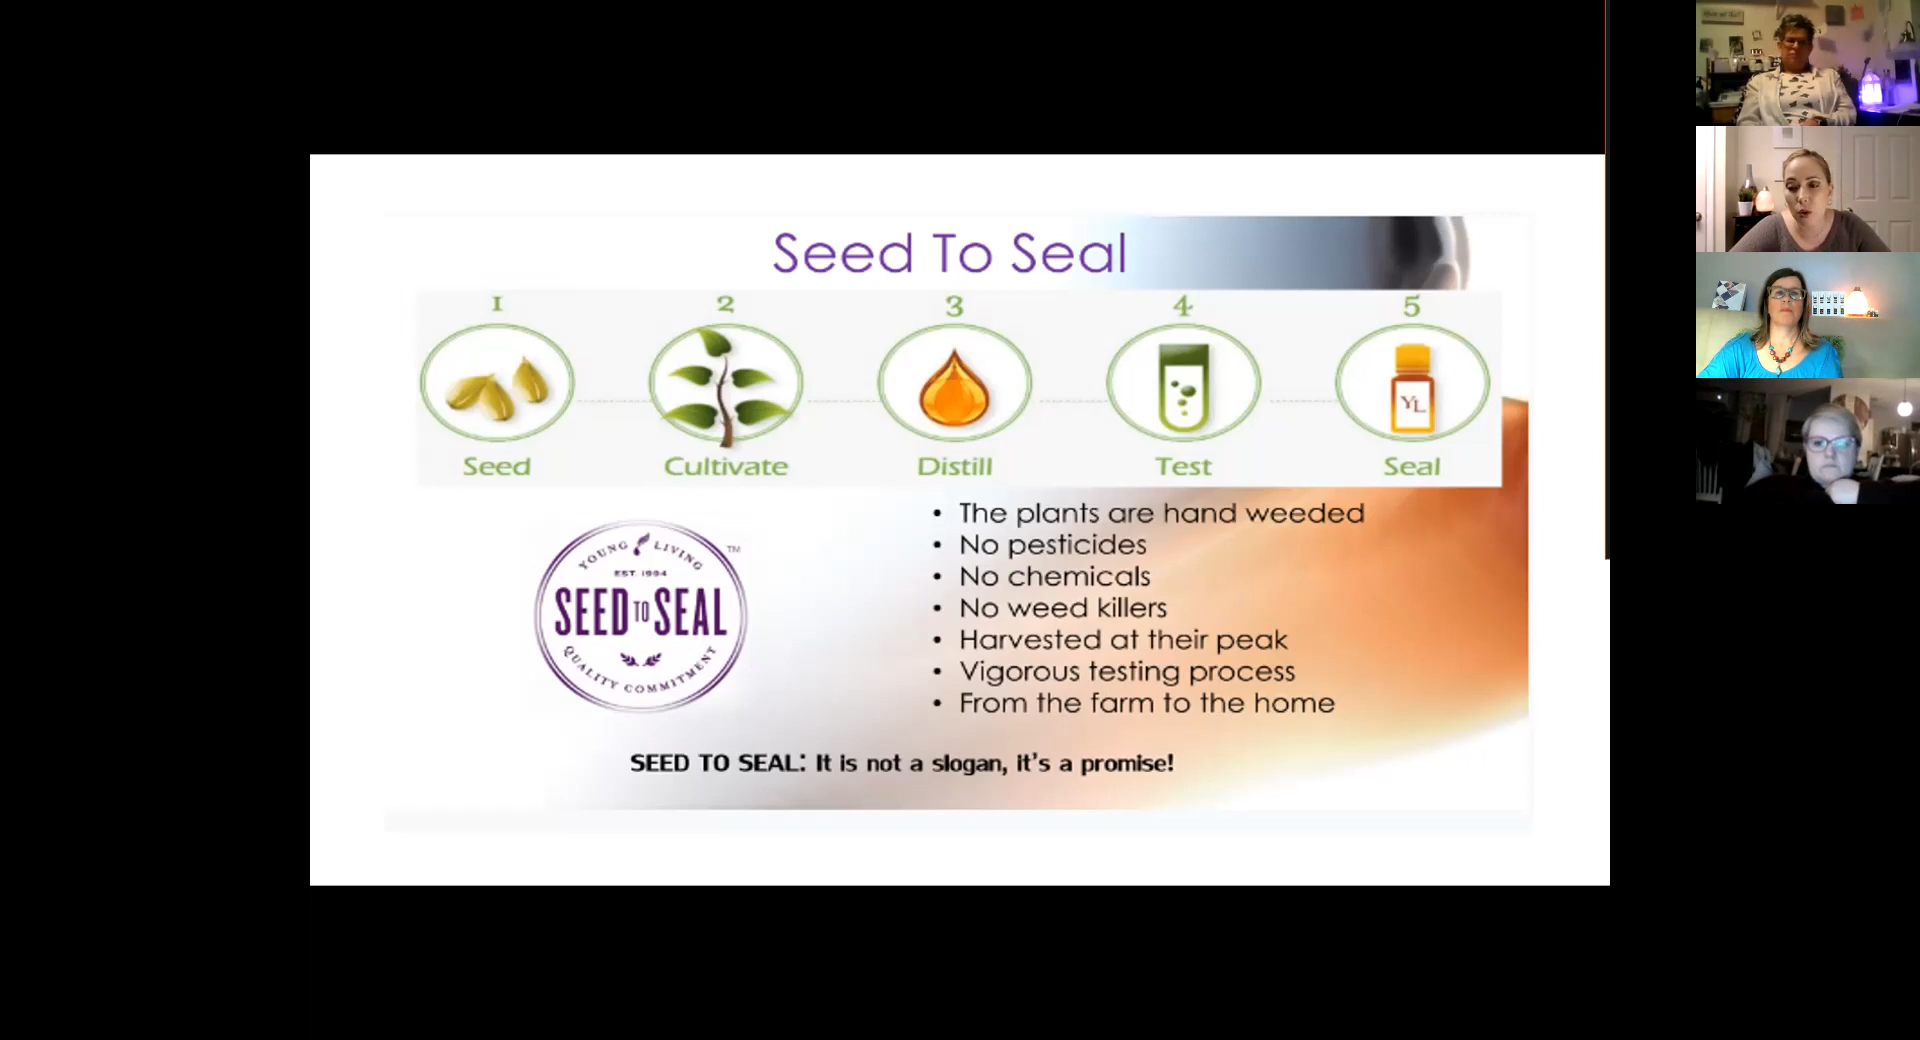 Seed To Seal
1 2 3 4 5
YL
Seed Cultivate Distill Test Seal
• The plants are hand weeded
• No pesticides
• No chemicals
• No weed killers
• Harvested at their peak
• Vigorous testing process
• From the farm to the home
YOUNG LIVING TM
EST. 1994
SEED TO SEAL
QUALITY COMMITMENT
SEED TO SEAL: It is not a slogan, it's a promise!